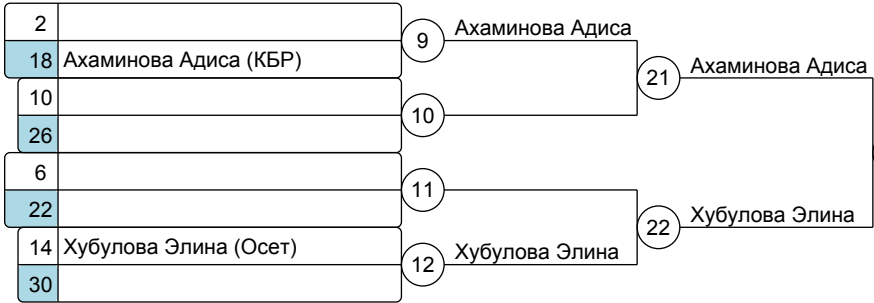 2
9 Ахаминова Адиса
18 Ахаминова Адиса (КБР)
21 Ахаминова Адиса
10
10
26
6
11
22
22 Хубулова Элина
14 Хубулова Элина (Осет)
12 Хубулова Элина
30